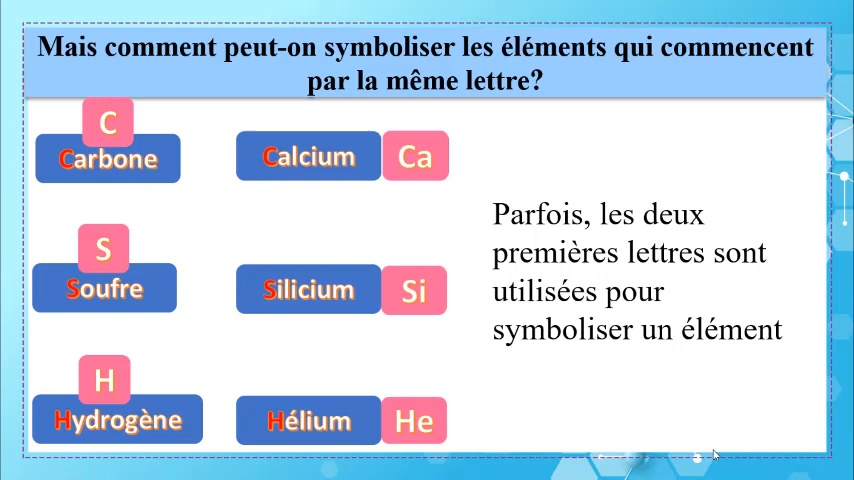 Mais comment peut-on symboliser les éléments qui commencent
par la même lettre?
C
Carbone
Calcium
Ca
S
Soufre
Silicium
Si
H
Hydrogène
Hélium
He
Parfois, les deux
premières lettres sont
utilisées pour
symboliser un élément